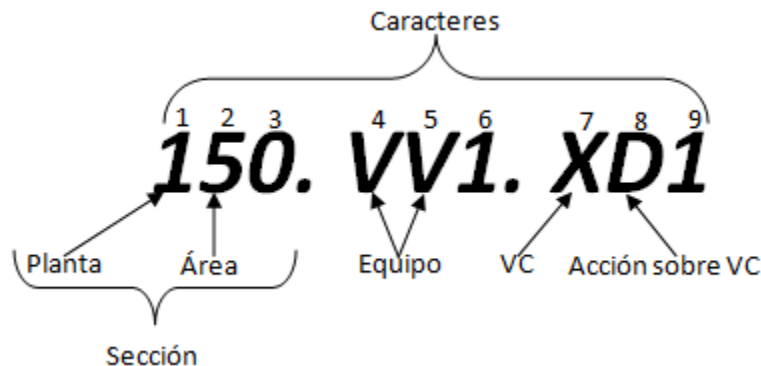 Caracteres
1 2 3 4 5 6 7 8 9
150. VV1. XD1
Planta Área Equipo VC Acción sobre VC
Sección